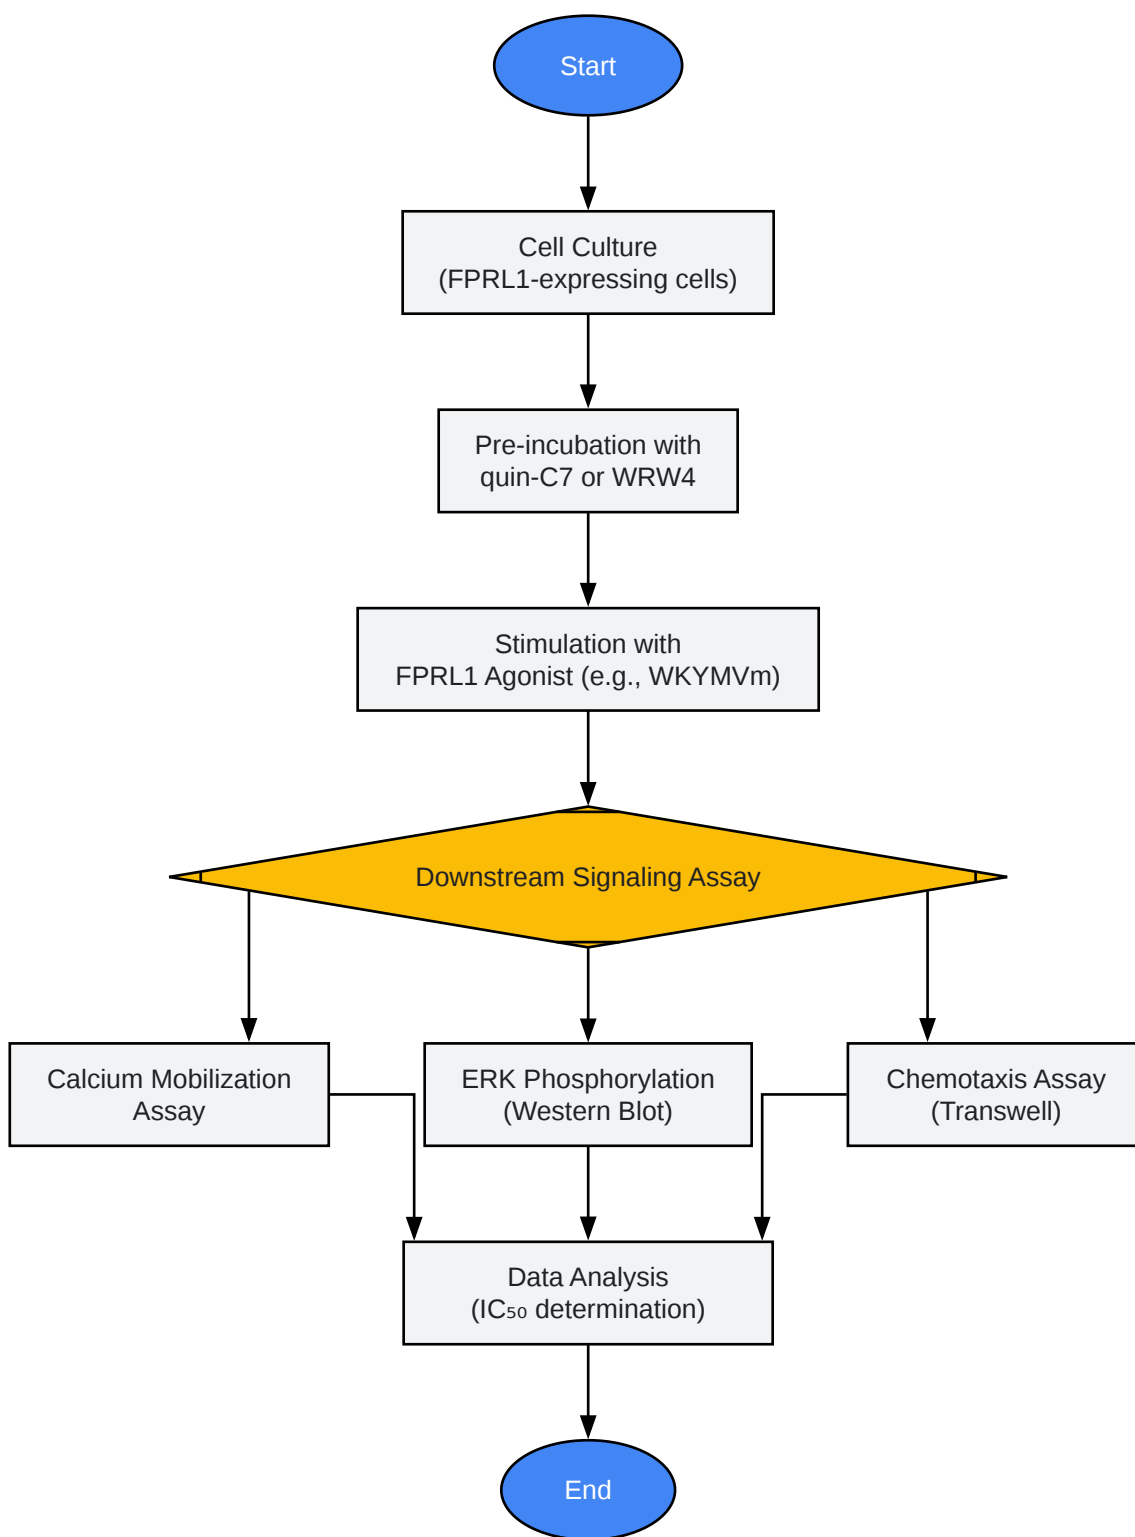 Start
Cell Culture
(FPRL1-expressing cells)
Pre-incubation with
quin-C7 or WRW4
Stimulation with
FPRL1 Agonist (e.g., WKYMVm)
Downstream Signaling Assay
Calcium Mobilization
Assay
ERK Phosphorylation
(Western Blot)
Chemotaxis Assay
(Transwell)
Data Analysis
(IC₅₀ determination)
End